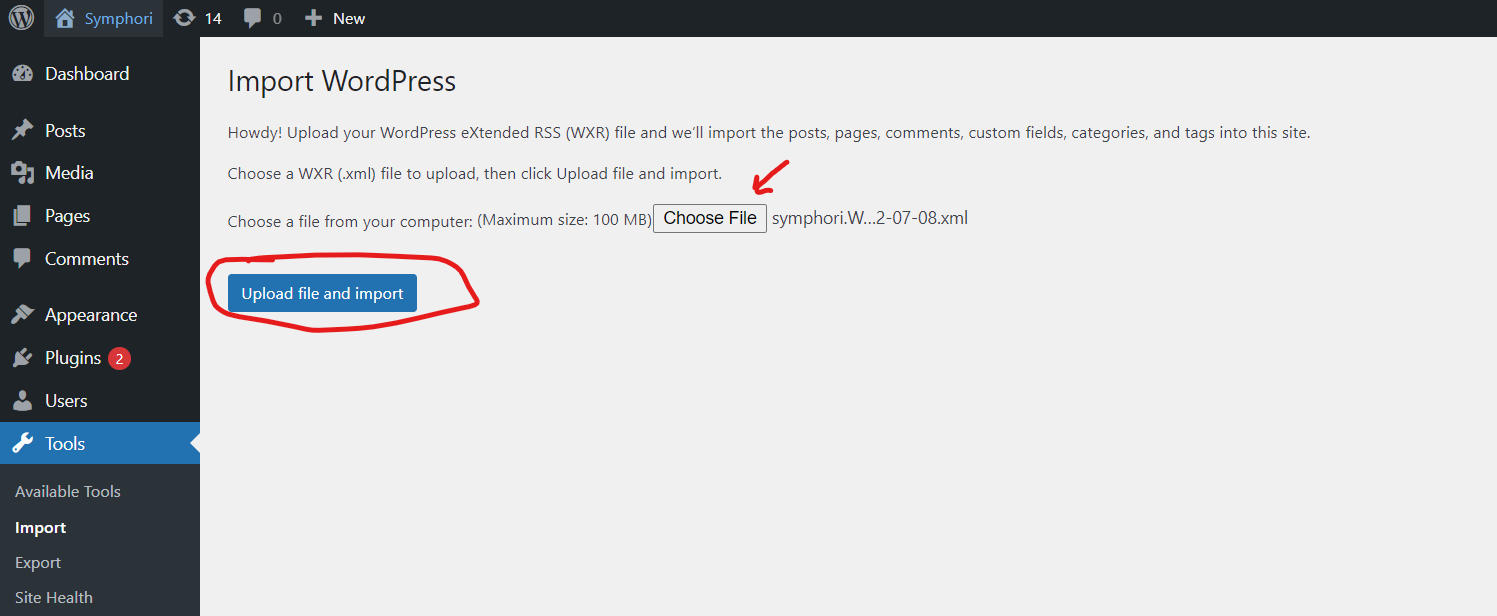 Symphori 14 0 New
Dashboard
Posts
Media
Pages
Comments
Appearance
Plugins 2
Users
Tools
Available Tools
Import
Export
Site Health
Import WordPress
Howdy! Upload your WordPress eXtended RSS (WXR) file and we’ll import the posts, pages, comments, custom fields, categories, and tags into this site.
Choose a WXR (.xml) file to upload, then click Upload file and import.
Choose a file from your computer: (Maximum size: 100 MB) Choose File symphori.W...2-07-08.xml
Upload file and import